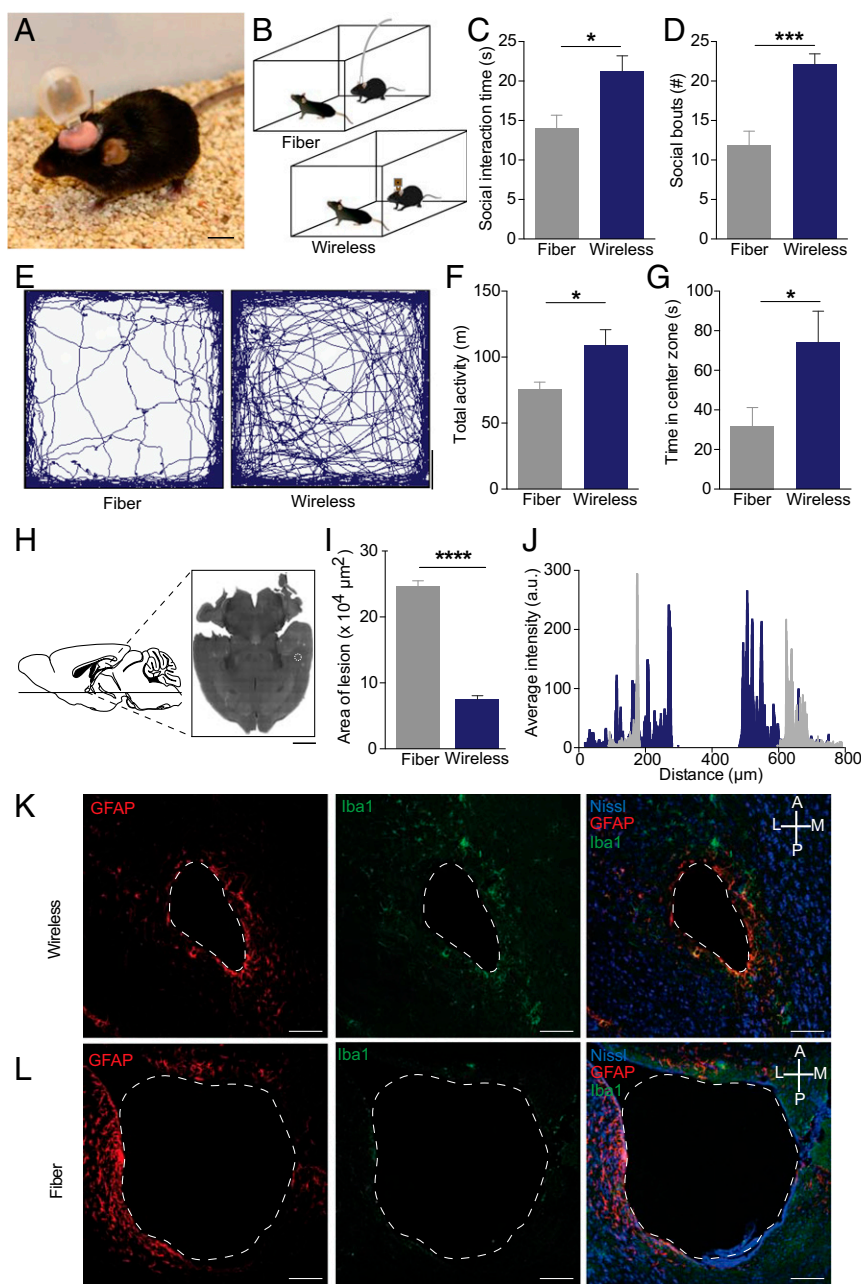 A
B
Fiber
Wireless
C
Social interaction time (s)
25
20
15
10
5
0
*
Fiber
Wireless
D
Social bouts (#)
25
20
15
10
5
0
***
Fiber
Wireless
E
Fiber
Wireless
F
Total activity (m)
150
100
50
0
*
Fiber
Wireless
G
Time in center zone (s)
100
80
60
40
20
0
*
Fiber
Wireless
H
I
Area of lesion (x 10⁴ µm²)
30
20
10
0
****
Fiber
Wireless
J
Average intensity (a.u.)
300
200
100
0
0
200
400
600
800
Distance (µm)
K
Wireless
GFAP
Iba1
Nissl
GFAP
Iba1
A
L
M
P
L
Fiber
GFAP
Iba1
Nissl
GFAP
Iba1
A
L
M
P